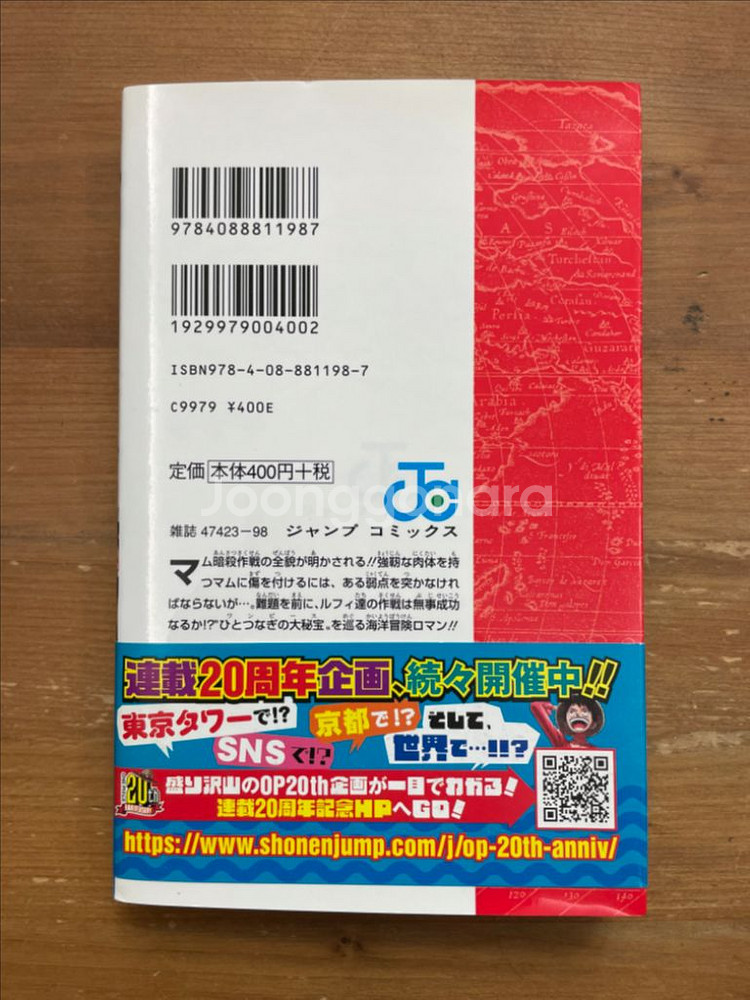 9784088811987
1929979004002
ISBN978-4-08-881198-7
C9979 ¥400E
定価 本体400円+税
Joonggonara
雑誌 47423-98 ジャンプ コミックス
マム暗殺作戦の全貌が明かされる!!強靭な肉体を持
つマムに傷を付けるには、ある弱点を突かなけれ
ばならないが…。難題を前に、ルフィ達の作戦は無事成功
なるか!?"ひとつなぎの大秘宝"を巡る海洋冒険ロマン!!
連載20周年企画、続々開催中!!
東京タワーで!? 京都で!? そして、
SNSで!? 世界で…!!?
盛り沢山のOP20th企画が一目でわかる!
連載20周年記念HPへGO!
20th
https://www.shonenjump.com/j/op-20th-anniv/
Tazata
Turcheſtan
Persia
Guzarat
Arabia
120 130 140